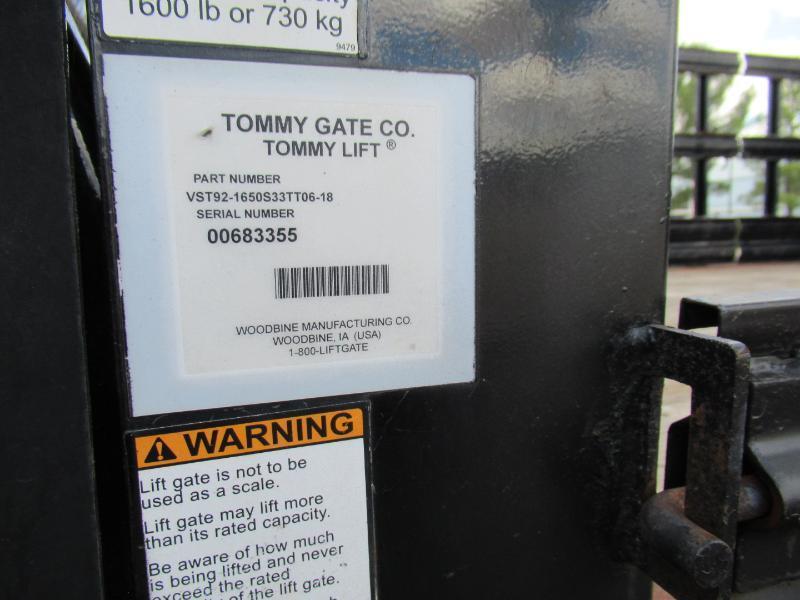 1600 lb or 730 kg
9479
TOMMY GATE CO.
TOMMY LIFT ®
PART NUMBER
VST92-1650S33TT06-18
SERIAL NUMBER
00683355
WOODBINE MANUFACTURING CO.
WOODBINE, IA (USA)
1-800-LIFTGATE
WARNING
Lift gate is not to be
used as a scale.
Lift gate may lift more
than its rated capacity.
Be aware of how much
is being lifted and never
exceed the rated
of the lift gate.